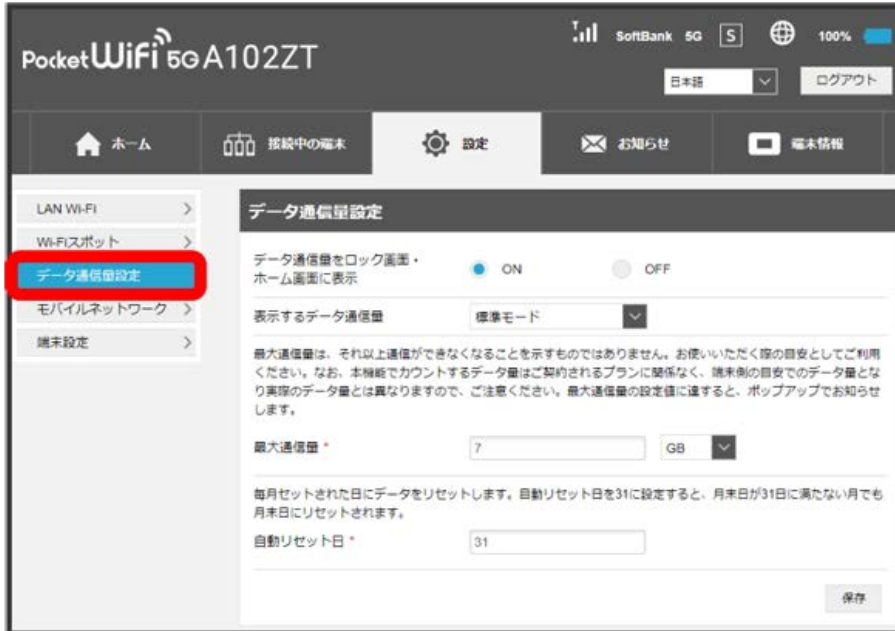 PocketWiFi 5G A102ZT
SoftBank 5G S 100%
日本語
ログアウト
ホーム
接続中の端末
設定
お知らせ
端末情報
LAN Wi-Fi
Wi-Fiスポット
データ通信量設定
モバイルネットワーク
端末設定
データ通信量設定
データ通信量をロック画面・
ホーム画面に表示
ON
OFF
表示するデータ通信量
標準モード
最大通信量は、それ以上通信ができなくなることを示すものではありません。お使いいただく際の目安としてご利用
ください。なお、本機能でカウントするデータ量はご契約されるプランに関係なく、端末側の目安でのデータ量とな
り実際のデータ量とは異なりますので、ご注意ください。最大通信量の設定値に達すると、ポップアップでお知らせ
します。
最大通信量 *
7
GB
毎月セットされた日にデータをリセットします。自動リセット日を31に設定すると、月末日が31日に満たない月でも
月末日にリセットされます。
自動リセット日 *
31
保存